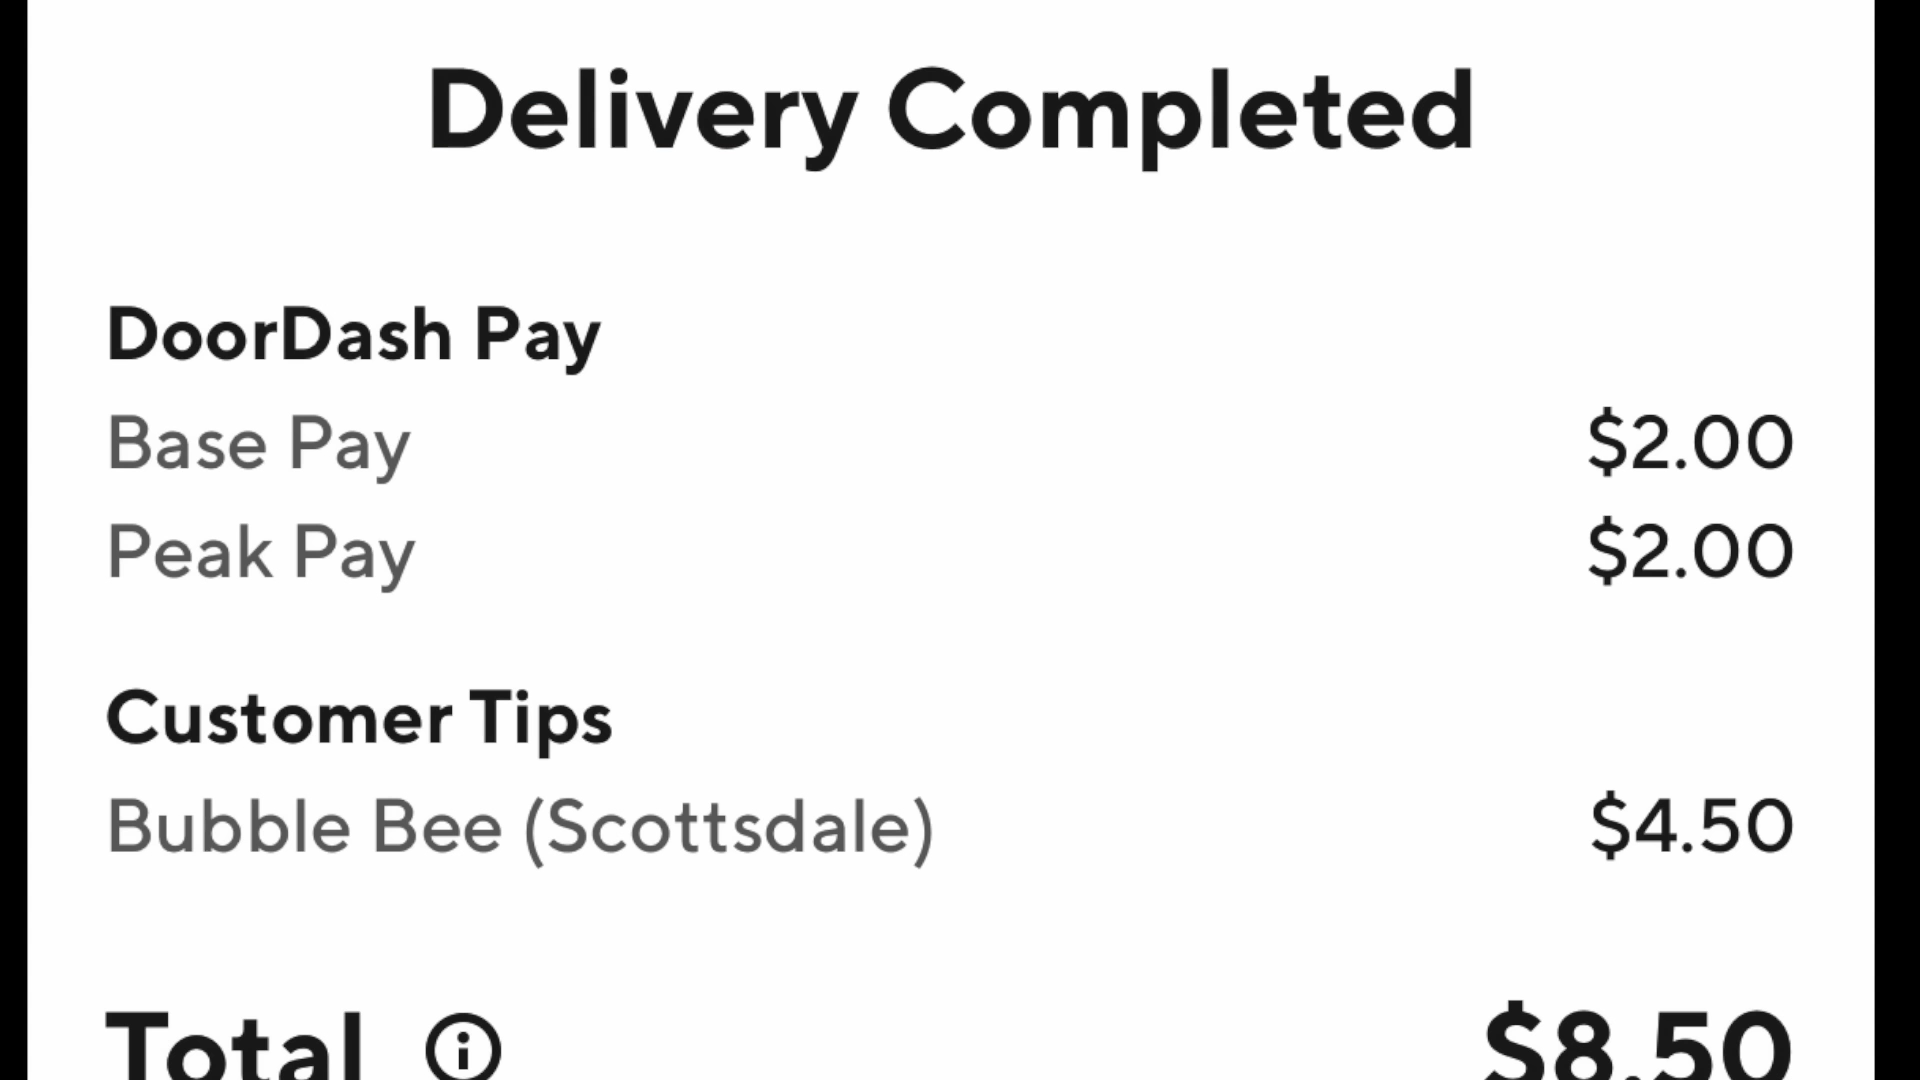 Delivery Completed
DoorDash Pay
Base Pay $2.00
Peak Pay $2.00
Customer Tips
Bubble Bee (Scottsdale) $4.50
Total $8.50